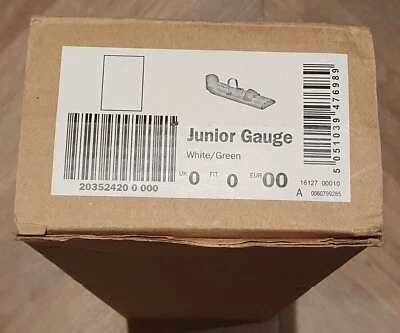 Junior Gauge
White/Green
UK 0 FIT 0 EUR 00
20352420 0 000
16127 00010
A 0060799285
5 051039 476989